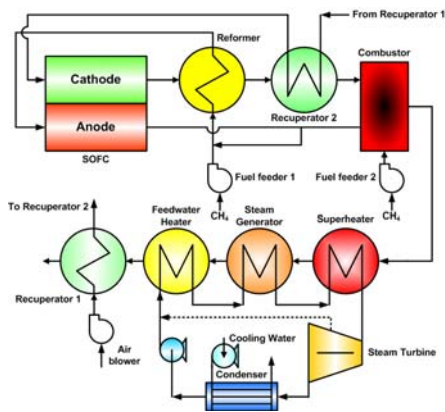 From Recuperator 1
Reformer
Combustor
Cathode
Anode
SOFC
Recuperator 2
Fuel feeder 1
Fuel feeder 2
CH4
CH4
To Recuperator 2
Feedwater
Heater
Steam
Generator
Superheater
Recuperator 1
Air
blower
Cooling Water
Condenser
Steam Turbine